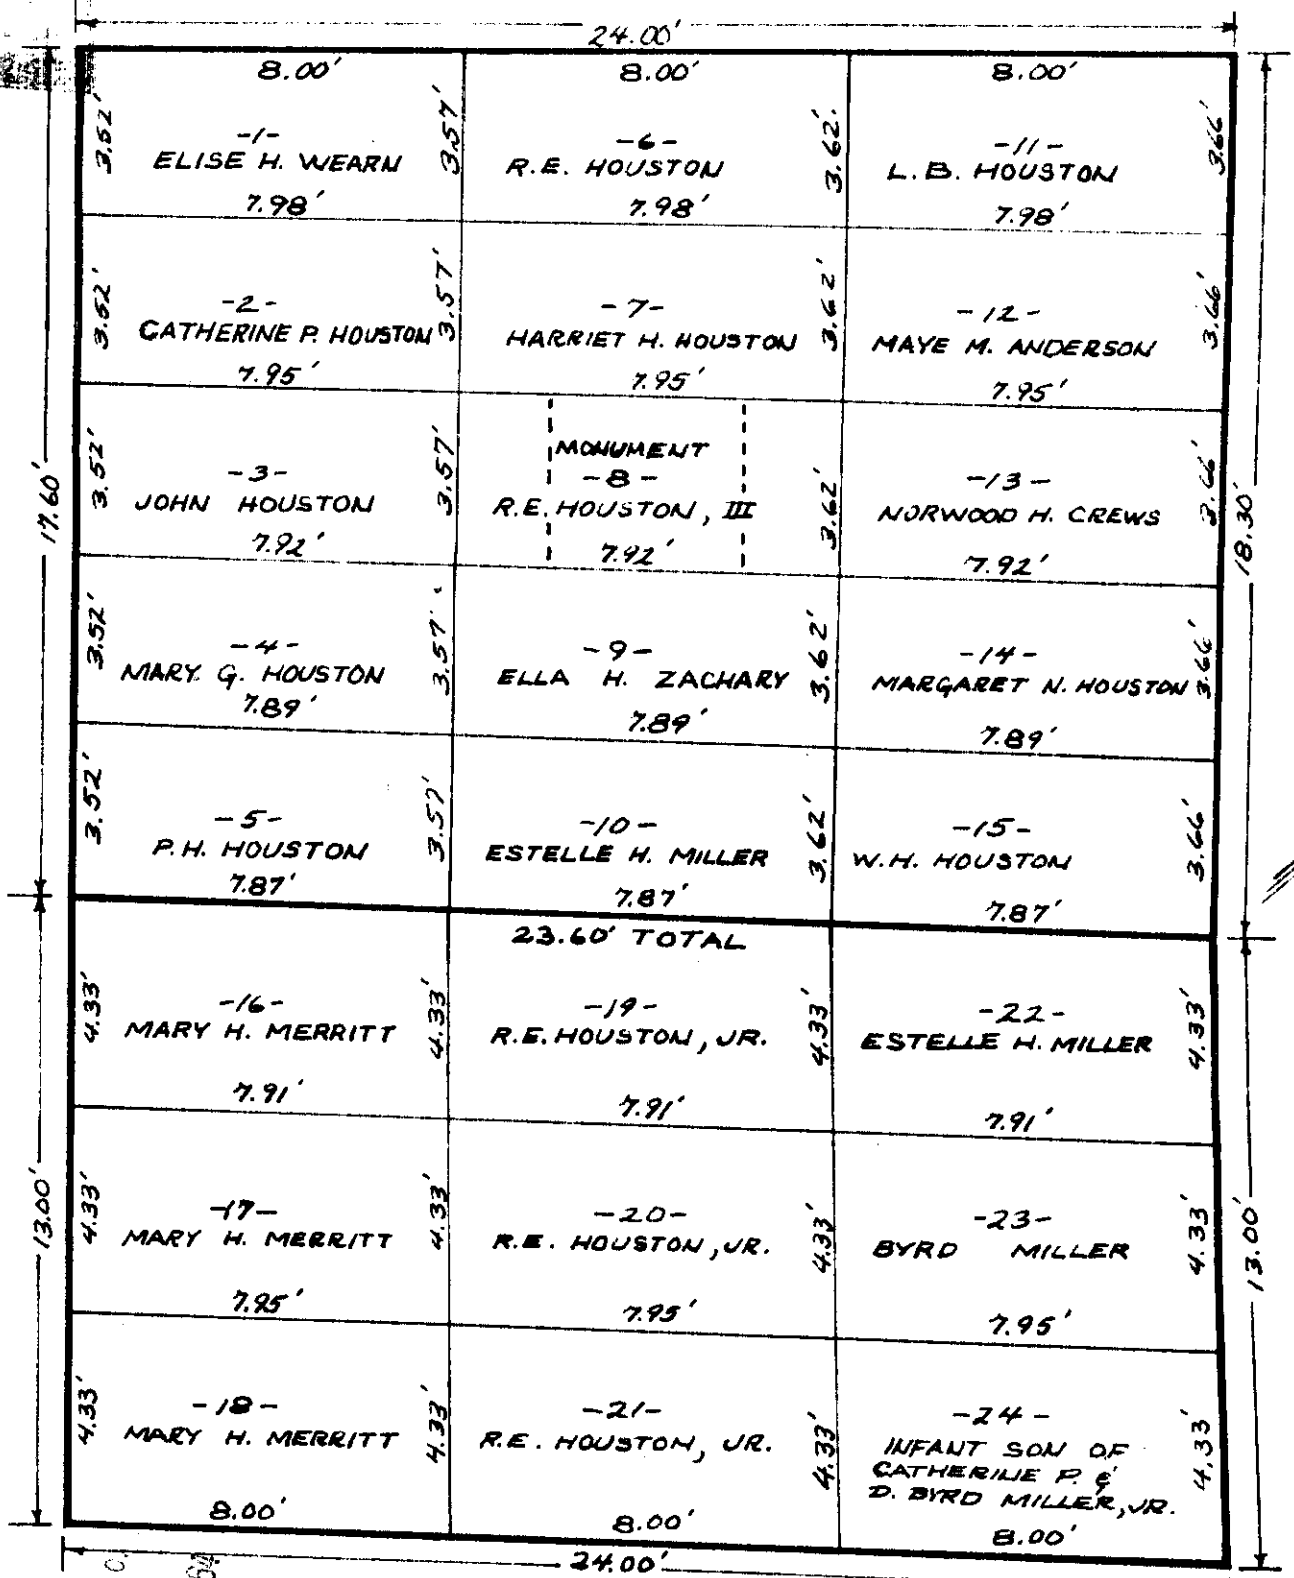 24.00'
8.00' 8.00' 8.00'
3.52' 3.57' 3.62' 3.66'
-1-
ELISE H. WEARN
7.98'
-6-
R.E. HOUSTON
7.98'
-11-
L.B. HOUSTON
7.98'
3.52' 3.57' 3.62' 3.66'
-2-
CATHERINE P. HOUSTON
7.95'
-7-
HARRIET H. HOUSTON
7.95'
-12-
MAYE M. ANDERSON
7.95'
17.60'
18.30'
3.52' 3.57' 3.62' 3.66'
-3-
JOHN HOUSTON
7.92'
MONUMENT
-8-
R.E. HOUSTON, III
7.92'
-13-
NORWOOD H. CREWS
7.92'
3.52' 3.57' 3.62' 3.66'
-4-
MARY G. HOUSTON
7.89'
-9-
ELLA H. ZACHARY
7.89'
-14-
MARGARET N. HOUSTON
7.89'
3.52' 3.57' 3.62' 3.66'
-5-
P.H. HOUSTON
7.87'
-10-
ESTELLE H. MILLER
7.87'
-15-
W.H. HOUSTON
7.87'
23.60' TOTAL
4.33' 4.33' 4.33' 4.33'
-16-
MARY H. MERRITT
7.91'
-19-
R.E. HOUSTON, JR.
7.91'
-22-
ESTELLE H. MILLER
7.91'
13.00'
13.00'
4.33' 4.33' 4.33' 4.33'
-17-
MARY H. MERRITT
7.95'
-20-
R.E. HOUSTON, JR.
7.95'
-23-
BYRD MILLER
7.95'
4.33' 4.33' 4.33' 4.33'
-18-
MARY H. MERRITT
8.00'
-21-
R.E. HOUSTON, JR.
8.00'
-24-
INFANT SON OF
CATHERINE P. &
D. BYRD MILLER, JR.
8.00'
24.00'